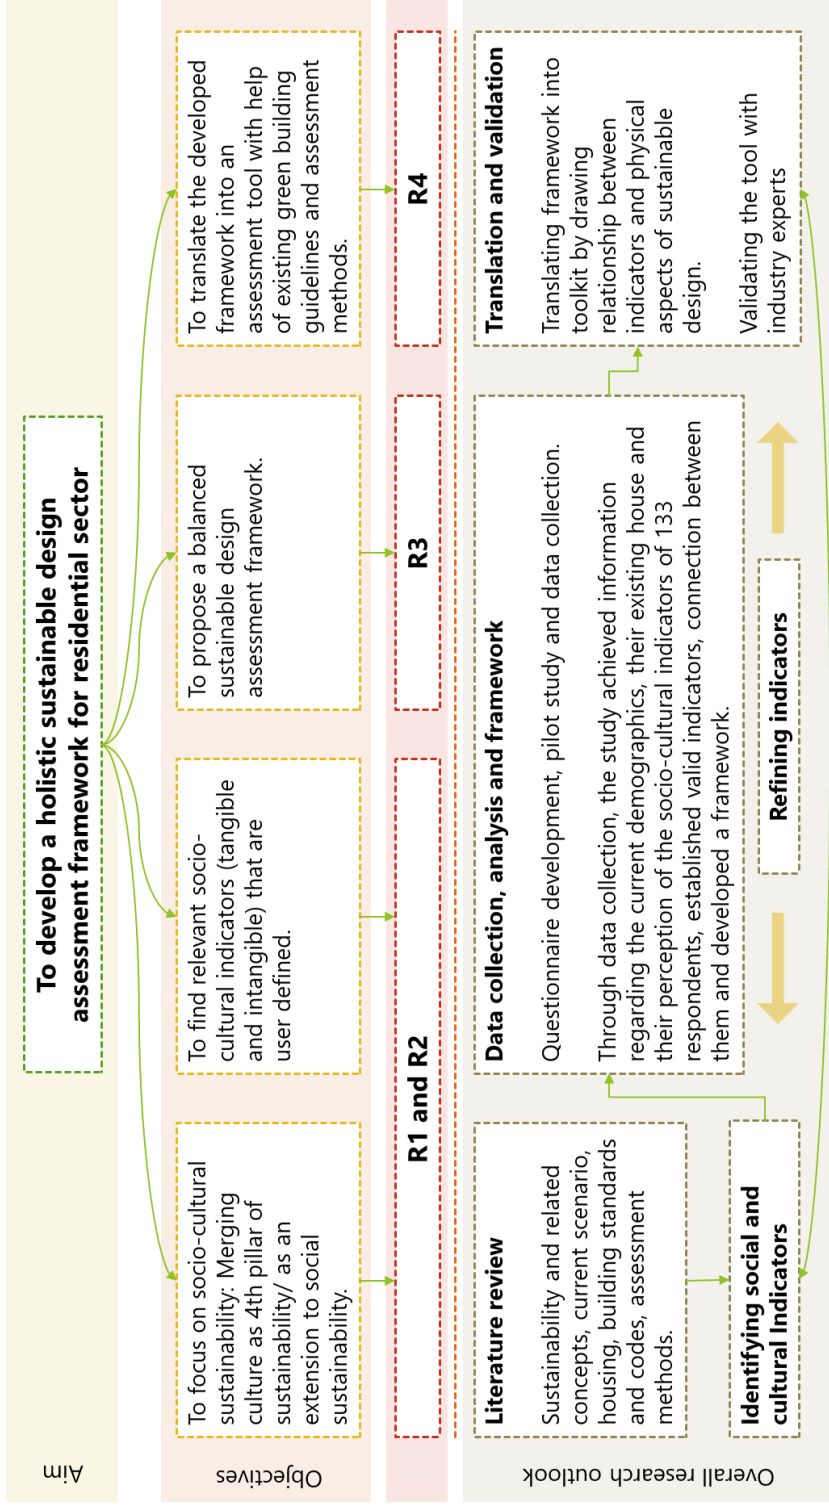 Aim
To develop a holistic sustainable design
assessment framework for residential sector
Objectives
To focus on socio-cultural
sustainability: Merging
culture as 4th pillar of
sustainability/ as an
extension to social
sustainability.
To find relevant socio-
cultural indicators (tangible
and intangible) that are
user defined.
To propose a balanced
sustainable design
assessment framework.
To translate the developed
framework into an
assessment tool with help
of existing green building
guidelines and assessment
methods.
R1 and R2
R3
R4
Overall research outlook
Literature review
Sustainability and related
concepts, current scenario,
housing, building standards
and codes, assessment
methods.
Identifying social and
cultural Indicators
Data collection, analysis and framework
Questionnaire development, pilot study and data collection.
Through data collection, the study achieved information
regarding the current demographics, their existing house and
their perception of the socio-cultural indicators of 133
respondents, established valid indicators, connection between
them and developed a framework.
Refining indicators
Translation and validation
Translating framework into
toolkit by drawing
relationship between
indicators and physical
aspects of sustainable
design.
Validating the tool with
industry experts